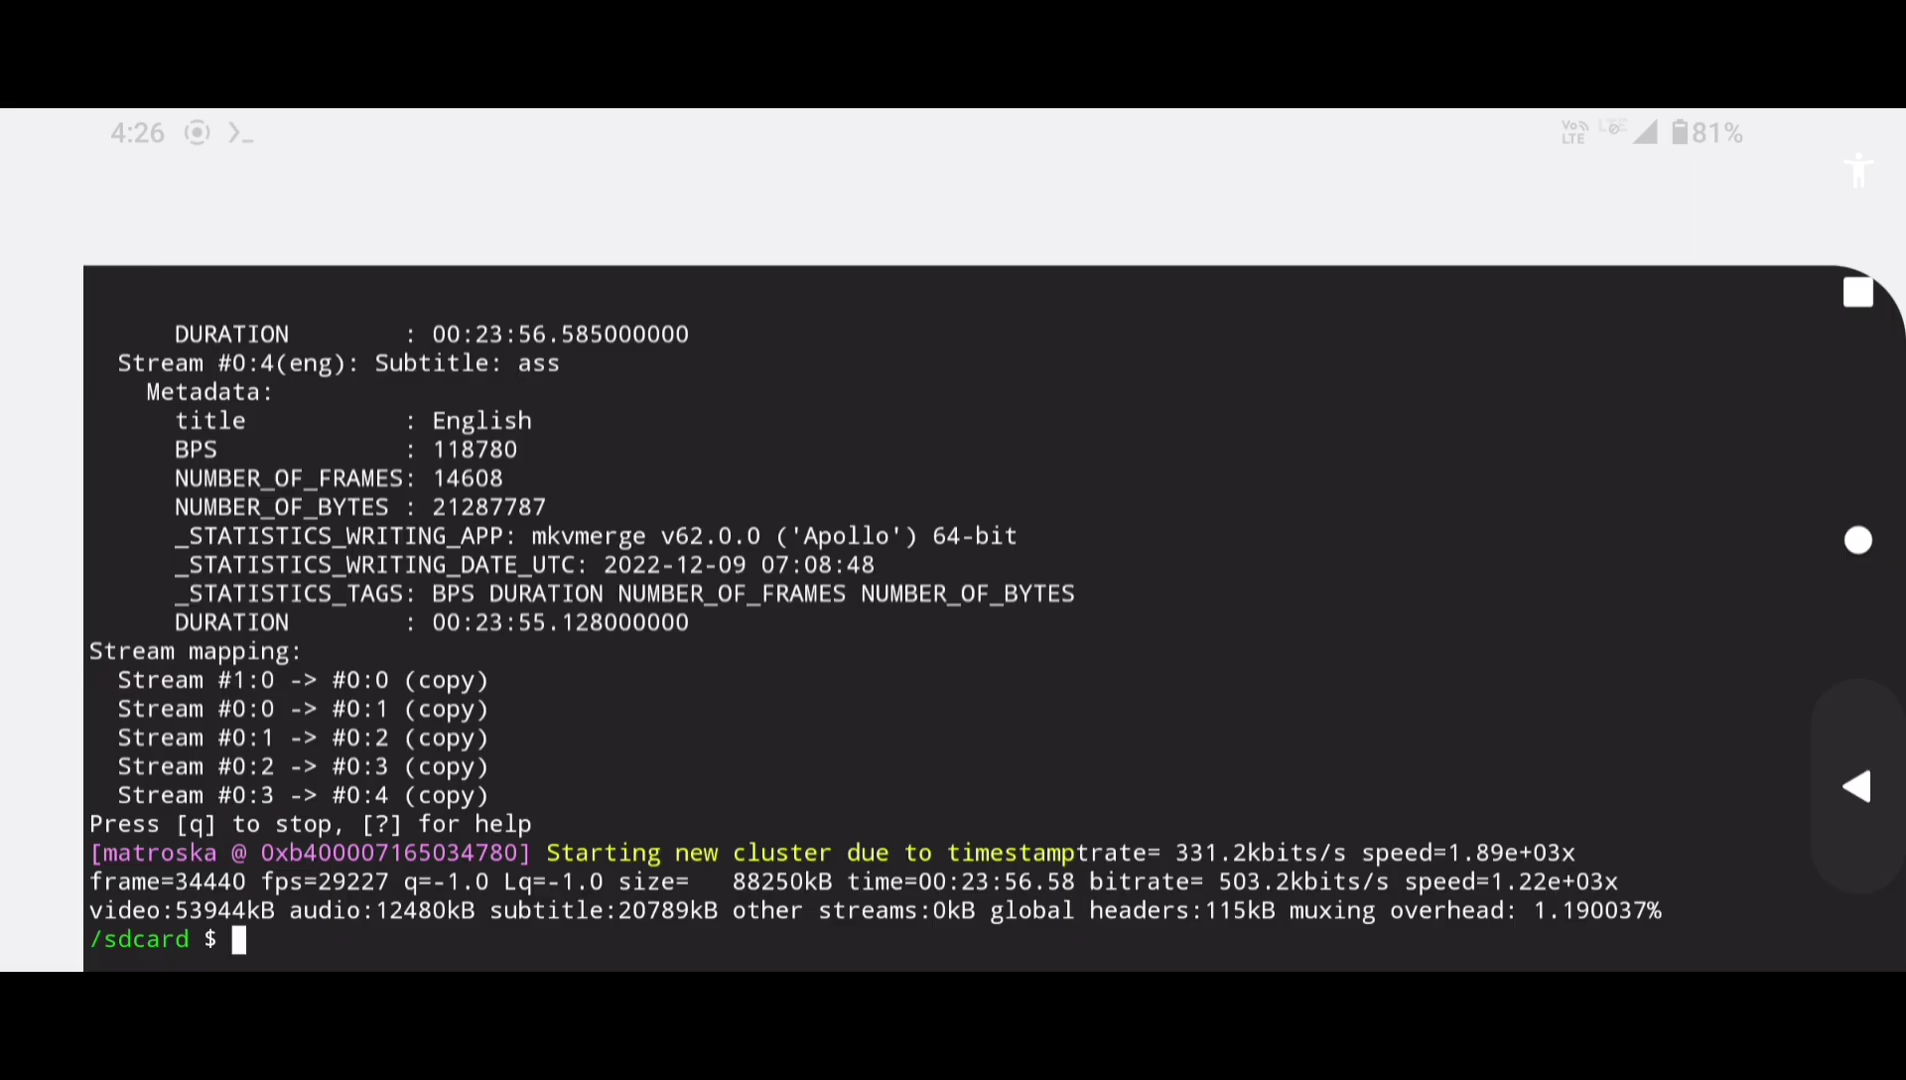 4:26 >_ Vo LTE LTE 81%
DURATION : 00:23:56.585000000
Stream #0:4(eng): Subtitle: ass
Metadata:
title : English
BPS : 118780
NUMBER_OF_FRAMES: 14608
NUMBER_OF_BYTES : 21287787
_STATISTICS_WRITING_APP: mkvmerge v62.0.0 ('Apollo') 64-bit
_STATISTICS_WRITING_DATE_UTC: 2022-12-09 07:08:48
_STATISTICS_TAGS: BPS DURATION NUMBER_OF_FRAMES NUMBER_OF_BYTES
DURATION : 00:23:55.128000000
Stream mapping:
Stream #1:0 -> #0:0 (copy)
Stream #0:0 -> #0:1 (copy)
Stream #0:1 -> #0:2 (copy)
Stream #0:2 -> #0:3 (copy)
Stream #0:3 -> #0:4 (copy)
Press [q] to stop, [?] for help
[matroska @ 0xb400007165034780] Starting new cluster due to timestamptrate= 331.2kbits/s speed=1.89e+03x
frame=34440 fps=29227 q=-1.0 Lq=-1.0 size= 88250kB time=00:23:56.58 bitrate= 503.2kbits/s speed=1.22e+03x
video:53944kB audio:12480kB subtitle:20789kB other streams:0kB global headers:115kB muxing overhead: 1.190037%
/sdcard $